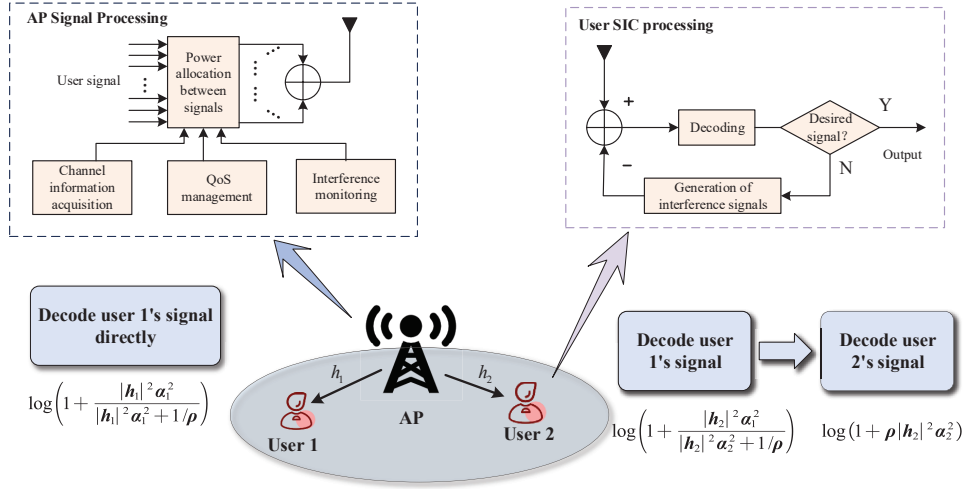 AP Signal Processing
User signal
Power
allocation
between
signals
Channel
information
acquisition
QoS
management
Interference
monitoring
User SIC processing
+
−
Decoding
Desired
signal?
Y
Output
N
Generation of
interference signals
Decode user 1's signal
directly
log(1 + |h₁|²α₁² / (|h₁|²α₁² + 1/ρ))
h₁
h₂
AP
User 1
User 2
Decode user
1's signal
Decode user
2's signal
log(1 + |h₂|²α₁² / (|h₂|²α₂² + 1/ρ))
log(1 + ρ|h₂|²α₂²)